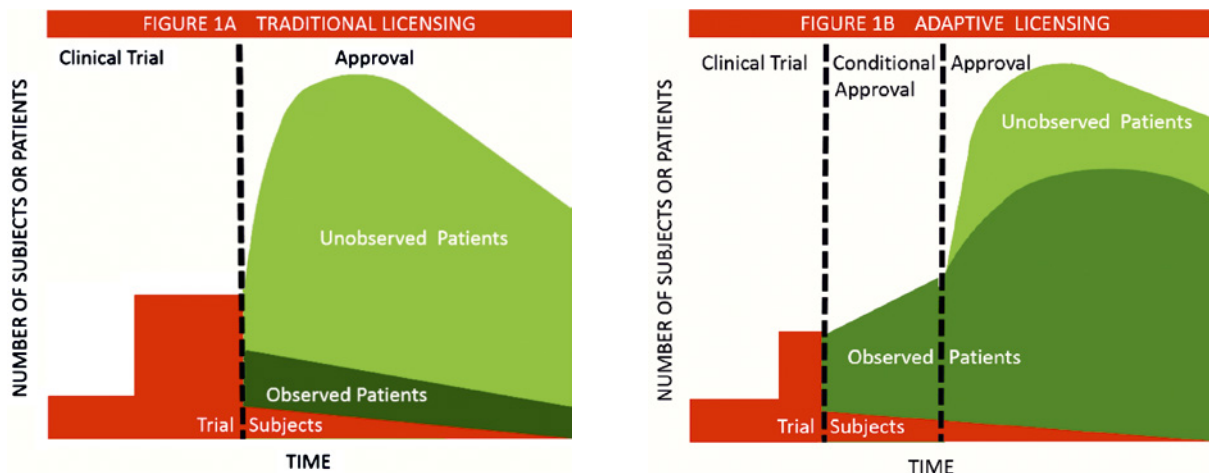 FIGURE 1A TRADITIONAL LICENSING
Clinical Trial
Approval
NUMBER OF SUBJECTS OR PATIENTS
Unobserved Patients
Observed Patients
Trial Subjects
TIME
FIGURE 1B ADAPTIVE LICENSING
Clinical Trial
Conditional
Approval
Approval
NUMBER OF SUBJECTS OR PATIENTS
Unobserved Patients
Observed Patients
Trial Subjects
TIME